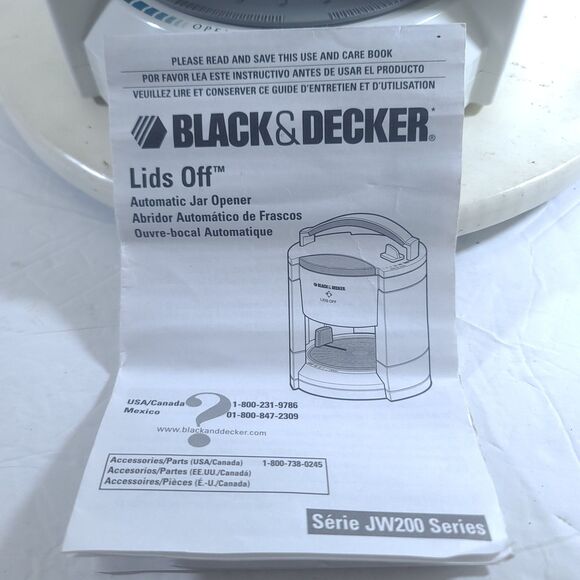 OPE
PLEASE READ AND SAVE THIS USE AND CARE BOOK
POR FAVOR LEA ESTE INSTRUCTIVO ANTES DE USAR EL PRODUCTO
VEUILLEZ LIRE ET CONSERVER CE GUIDE D'ENTRETIEN ET D'UTILISATION
BLACK&DECKER®*
Lids Off™
Automatic Jar Opener
Abridor Automático de Frascos
Ouvre-bocal Automatique
BLACK & DECKER
LIDS OFF
USA/Canada 1-800-231-9786
Mexico 01-800-847-2309
?
www.blackanddecker.com
Accessories/Parts (USA/Canada) 1-800-738-0245
Accesorios/Partes (EE.UU./Canadá)
Accessoires/Pièces (É.-U./Canada)
Série JW200 Series